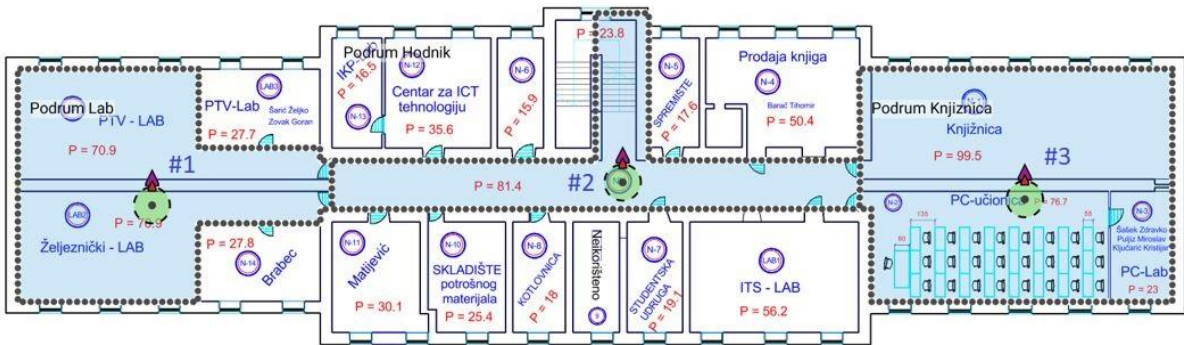 Podrum Lab
PTV - LAB
P = 70.9
#1
LAB2
P = 70.9
Željeznički - LAB
LAB3
PTV-Lab
Šarić Željko
Zovak Goran
P = 27.7
P = 27.8
N-14
Brabec
Podrum Hodnik
P = 16.5
N-13
N-12
Centar za ICT
tehnologiju
P = 35.6
N-6
P = 15.9
P = 23.8
N-5
SPREMIŠTE
P = 17.6
Prodaja knjiga
N-4
Barač Tihomir
P = 50.4
P = 81.4
#2
N-11
Matijević
P = 30.1
N-10
SKLADIŠTE
potrošnog
materijala
P = 25.4
N-8
KOTLOVNICA
P = 18
Neikorišteno
N-7
STUDENTSKA
UDRUGA
P = 19.1
LAB1
ITS - LAB
P = 56.2
Podrum Knjiznica
N-1
Knjižnica
P = 99.5
#3
N-2
PC-učionica
P = 76.7
135
55
60
N-3
Šašek Zdravko
Puljiz Miroslav
Ključarić Kristijan
PC-Lab
P = 23